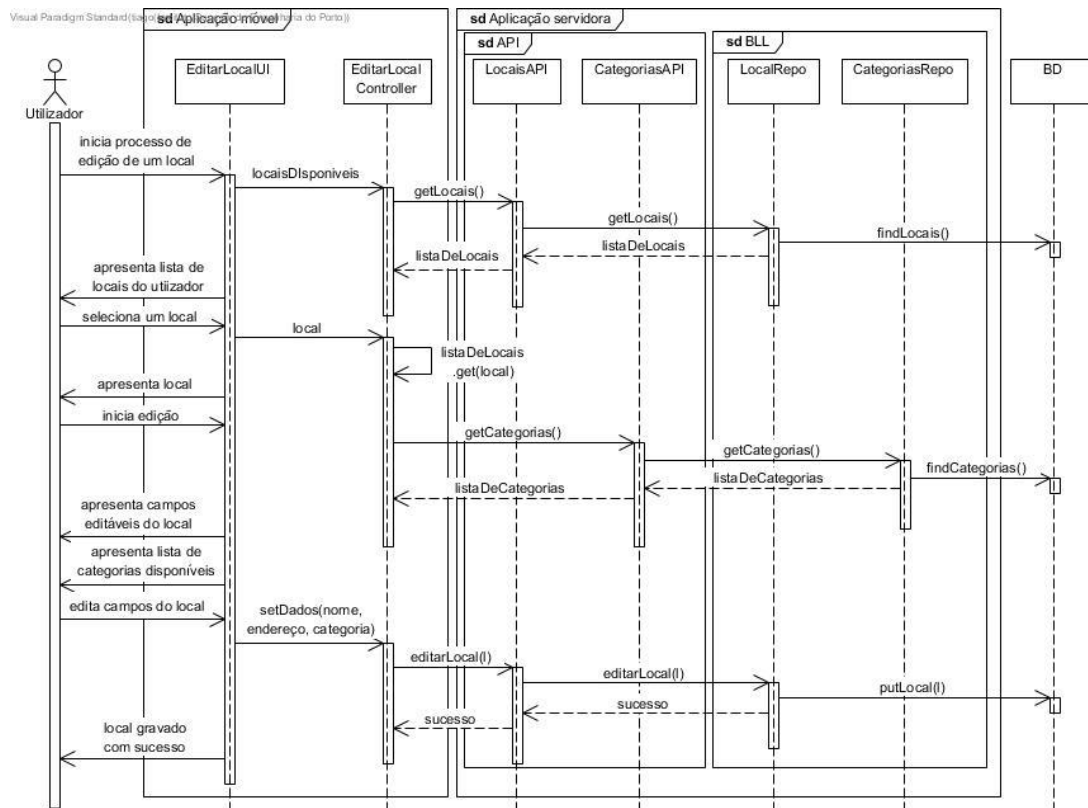 Visual Paradigm Standard(tiago(
sd Aplicação móvel
sd Aplicação servidora
sd API
sd BLL
EditarLocalUI
EditarLocal
Controller
LocaisAPI
CategoriasAPI
LocalRepo
CategoriasRepo
BD
Utilizador
inicia processo de
edição de um local
locaisDIsponiveis
getLocais()
getLocais()
findLocais()
listaDeLocais
listaDeLocais
apresenta lista de
locais do utiizador
seleciona um local
local
listaDeLocais
.get(local)
apresenta local
inicia edição
getCategorias()
getCategorias()
findCategorias()
listaDeCategorias
listaDeCategorias
apresenta campos
editáveis do local
apresenta lista de
categorias disponíveis
edita campos do local
setDados(nome,
endereço, categoria)
editarLocal(l)
editarLocal(l)
putLocal(l)
sucesso
sucesso
local gravado
com sucesso